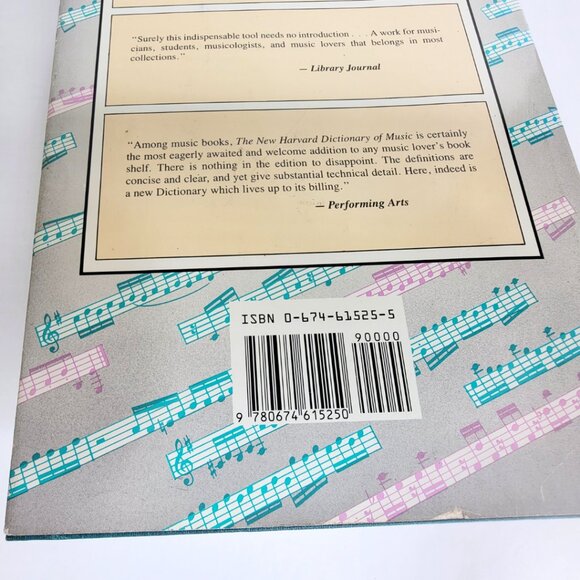 "Surely this indispensable tool needs no introduction . . . A work for musi-
cians, students, musicologists, and music lovers that belongs in most
collections."
— Library Journal
"Among music books, The New Harvard Dictionary of Music is certainly
the most eagerly awaited and welcome addition to any music lover's book
shelf. There is nothing in the edition to disappoint. The definitions are
concise and clear, and yet give substantial technical detail. Here, indeed is
a new Dictionary which lives up to its billing."
— Performing Arts
ISBN 0-674-61525-5
90000
9 780674 615250